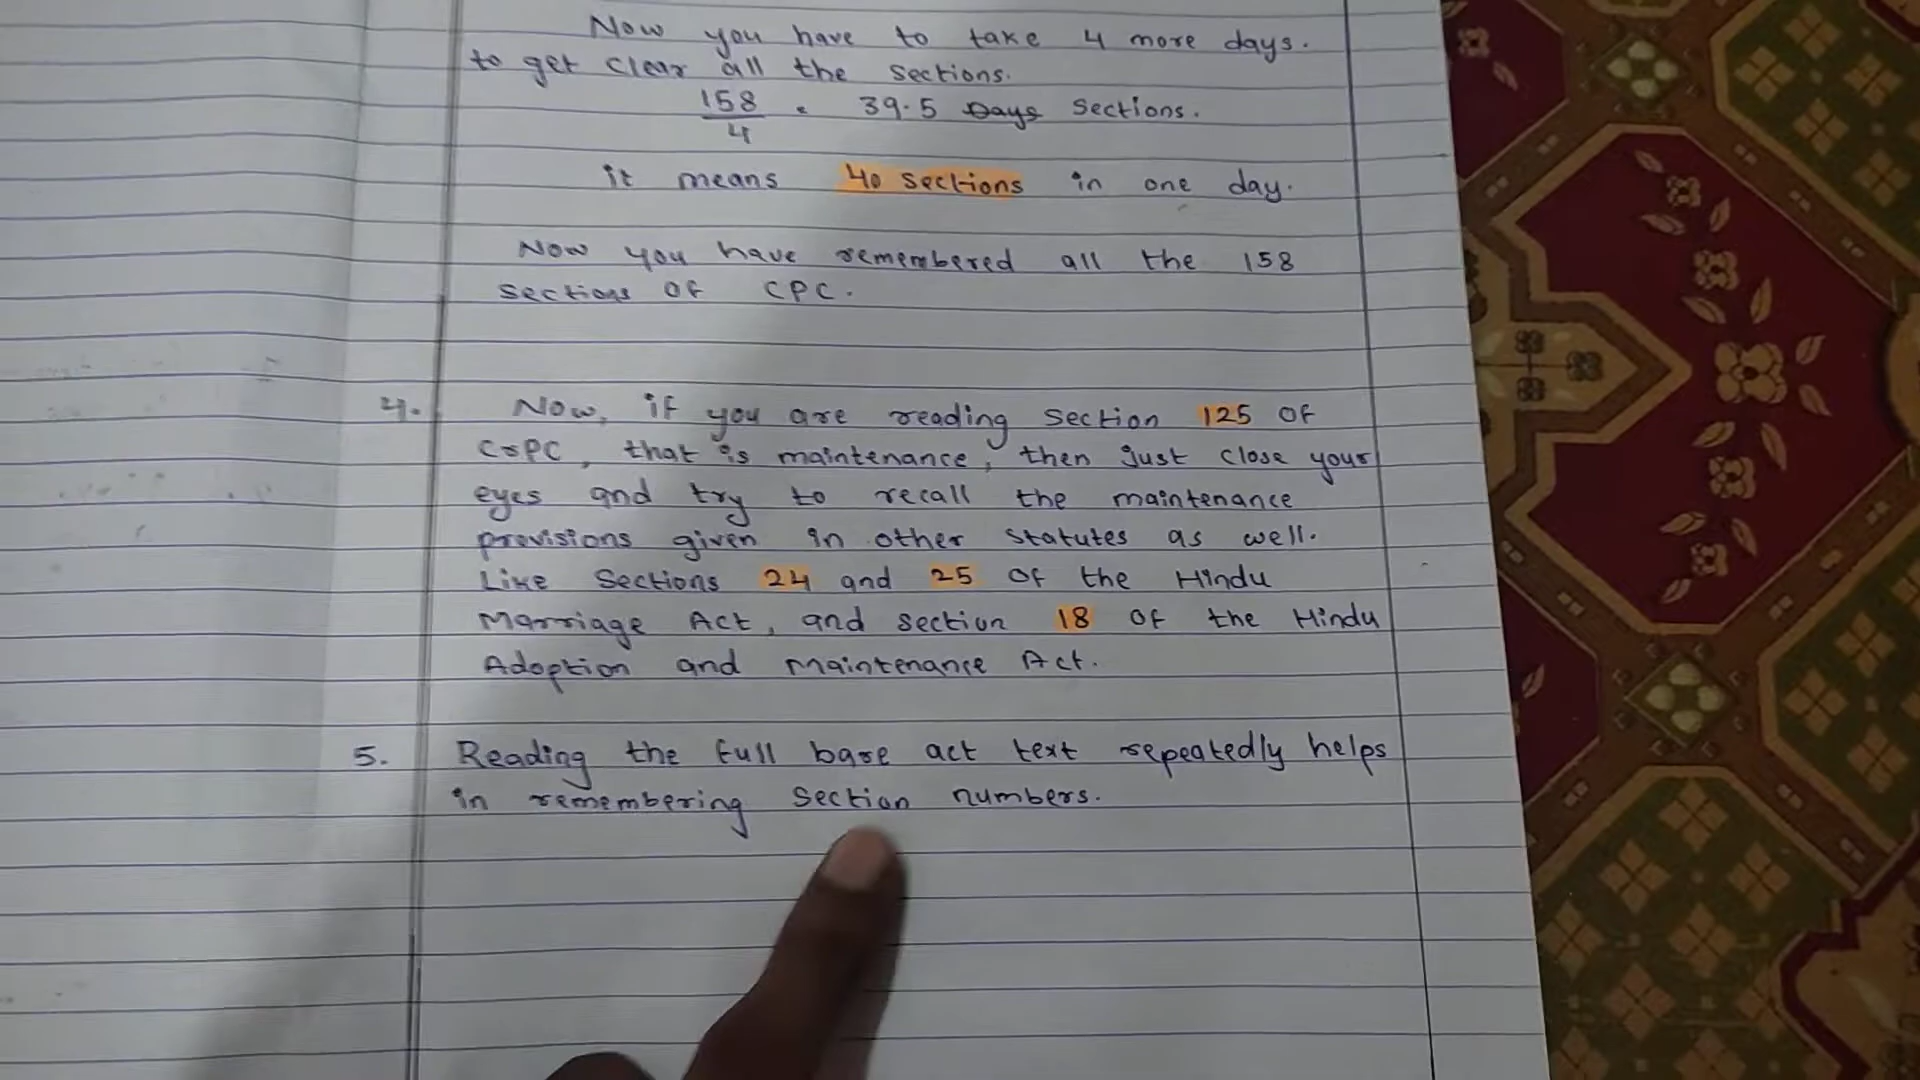 Now you have to take 4 more days.
to get clear all the sections.
158 = 39.5 Days sections.
4
it means 40 sections in one day.
Now you have remembered all the 158
sections of CPC.
4. Now, if you are reading section 125 of
CrPC, that is maintenance, then just close your
eyes and try to recall the maintenance
provisions given in other statutes as well.
Like sections 24 and 25 of the Hindu
Marriage Act, and section 18 of the Hindu
Adoption and maintenance Act.
5. Reading the full bare act text repeatedly helps
in remembering section numbers.